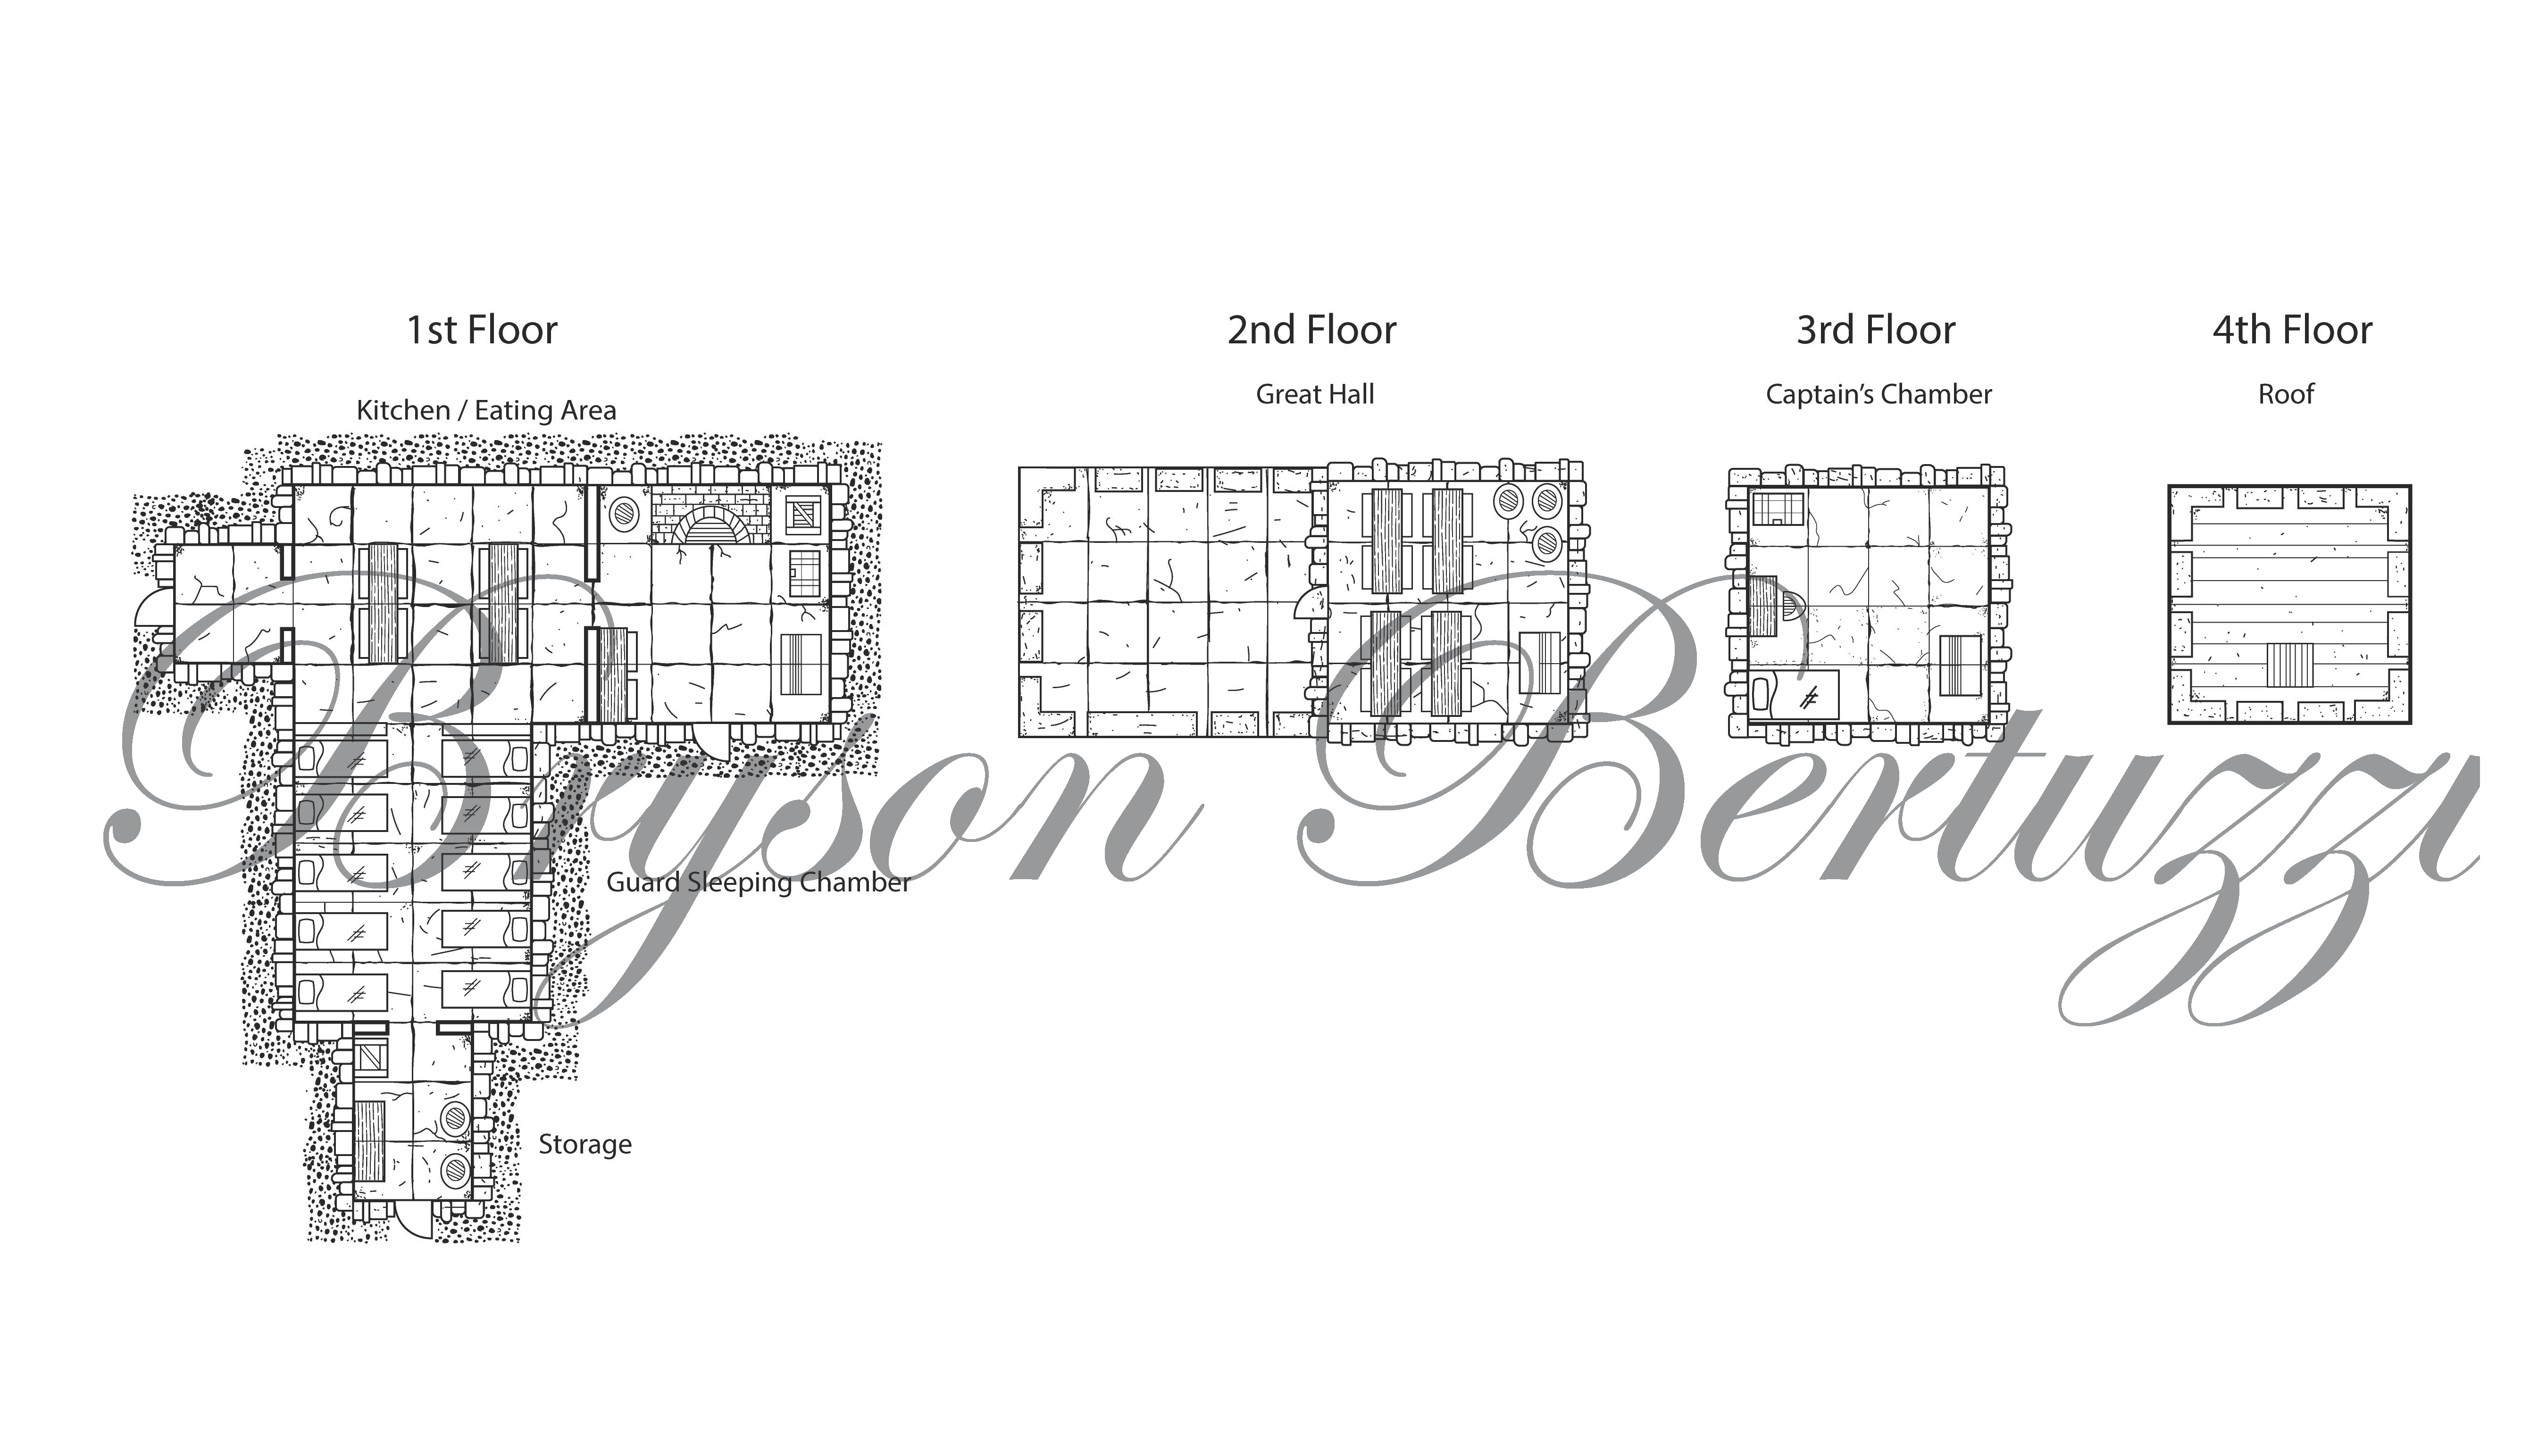 1st Floor
2nd Floor
3rd Floor
4th Floor
Kitchen / Eating Area
Great Hall
Captain's Chamber
Roof
Bryson Bertuzzi
Guard Sleeping Chamber
Storage